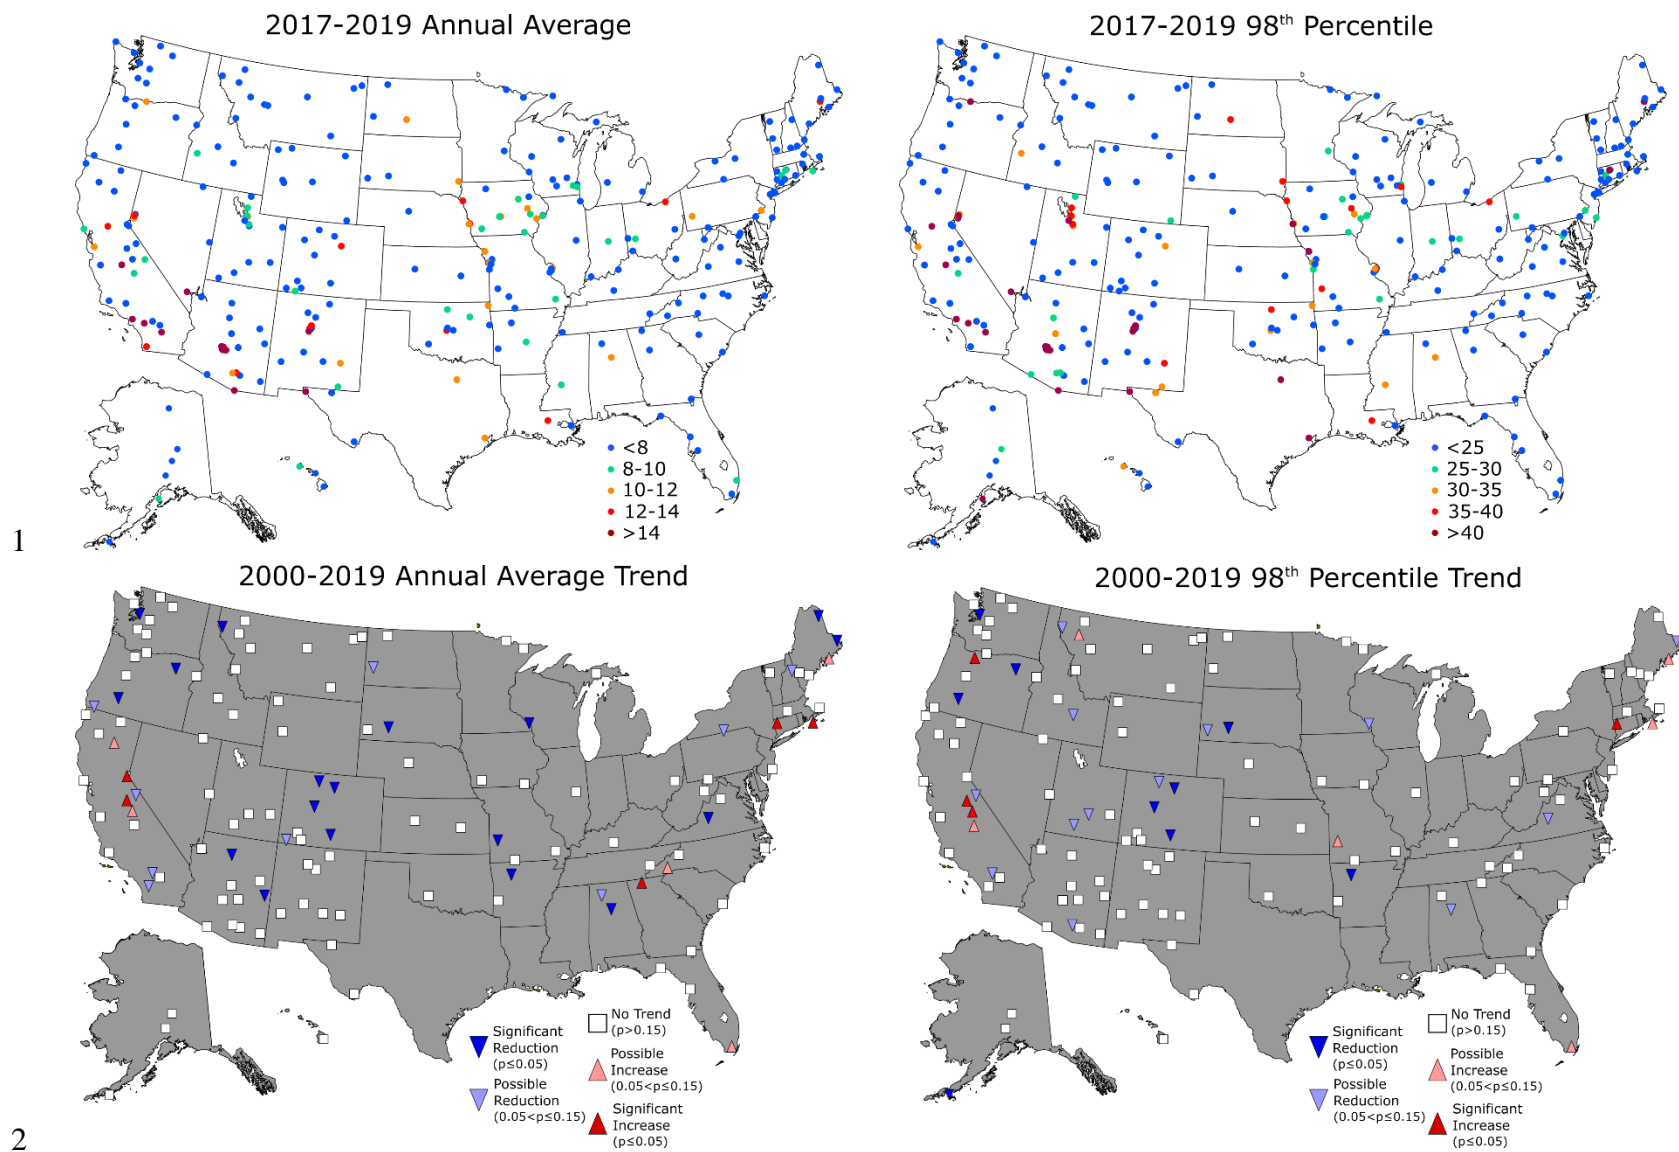 2017-2019 Annual Average
<8
8-10
10-12
12-14
>14
2017-2019 98th Percentile
<25
25-30
30-35
35-40
>40
1
2000-2019 Annual Average Trend
Significant
Reduction
(p≤0.05)
Possible
Reduction
(0.05<p≤0.15)
No Trend
(p>0.15)
Possible
Increase
(0.05<p≤0.15)
Significant
Increase
(p≤0.05)
2000-2019 98th Percentile Trend
Significant
Reduction
(p≤0.05)
Possible
Reduction
(0.05<p≤0.15)
No Trend
(p>0.15)
Possible
Increase
(0.05<p≤0.15)
Significant
Increase
(p≤0.05)
2